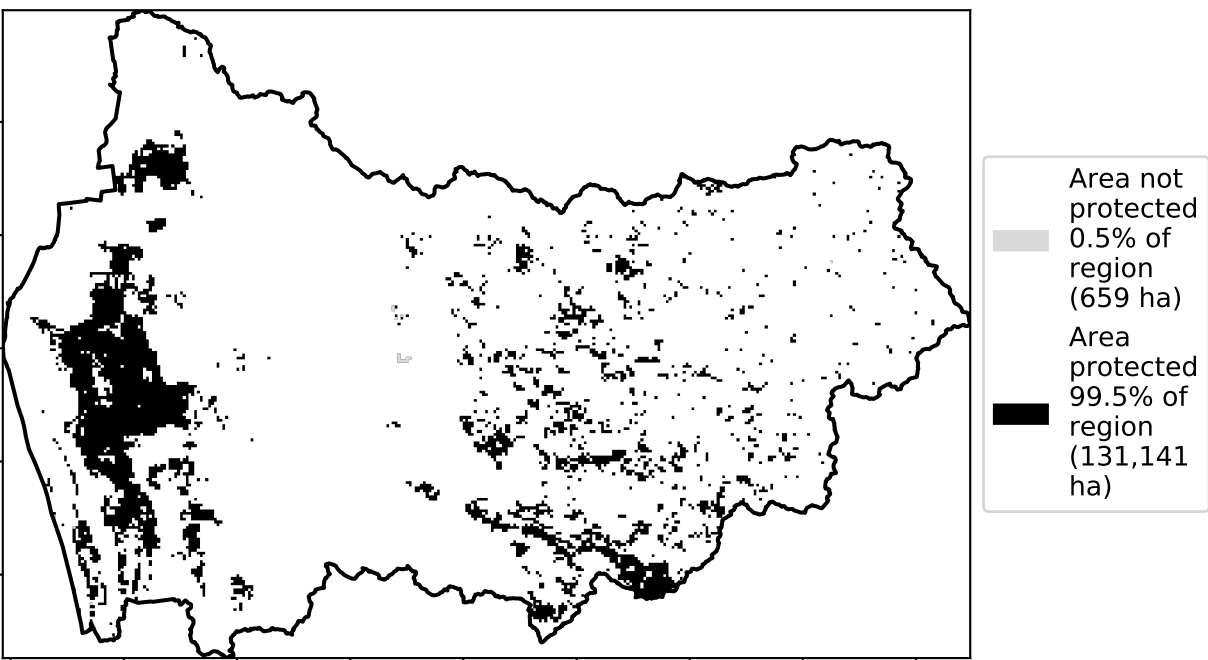 Area not
protected
0.5% of
region
(659 ha)
Area
protected
99.5% of
region
(131,141
ha)